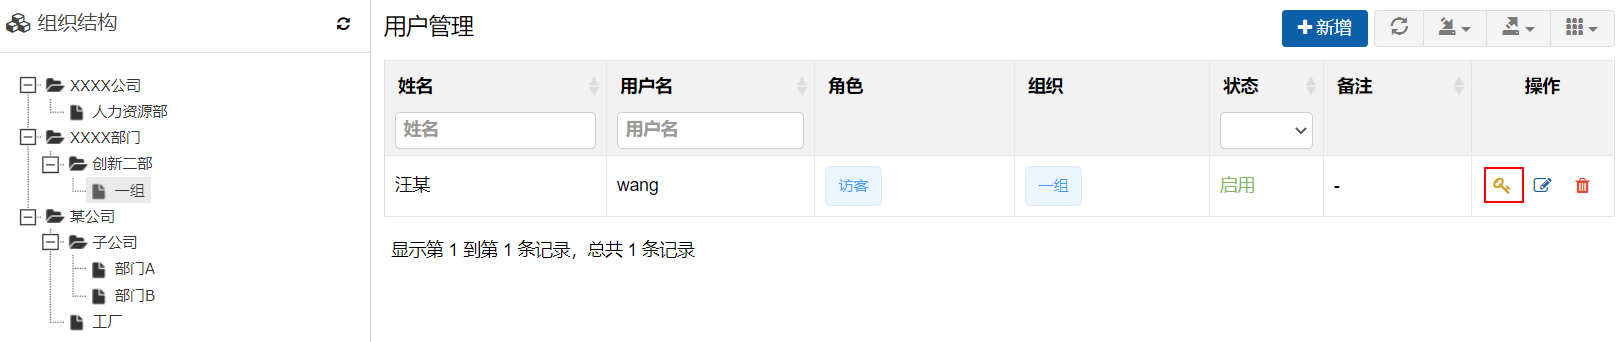 组织结构
XXXX公司
人力资源部
XXXX部门
创新二部
一组
某公司
子公司
部门A
部门B
工厂
用户管理
新增
姓名 用户名 角色 组织 状态 备注 操作
姓名 用户名
汪某 wang 访客 一组 启用 -
显示第 1 到第 1 条记录，总共 1 条记录